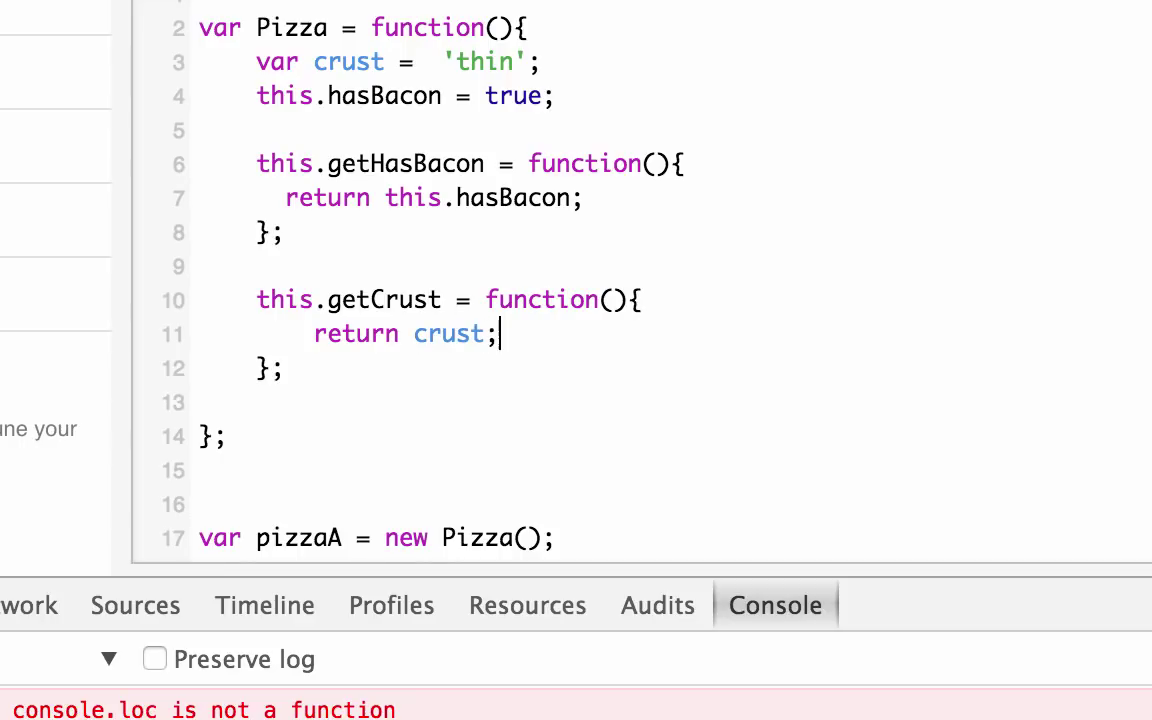 2 var Pizza = function(){
3 var crust = 'thin';
4 this.hasBacon = true;
5
6 this.getHasBacon = function(){
7 return this.hasBacon;
8 };
9
10 this.getCrust = function(){
11 return crust;
12 };
13
une your
14 };
15
16
17 var pizzaA = new Pizza();
work Sources Timeline Profiles Resources Audits Console
▼ Preserve log
console.loc is not a function